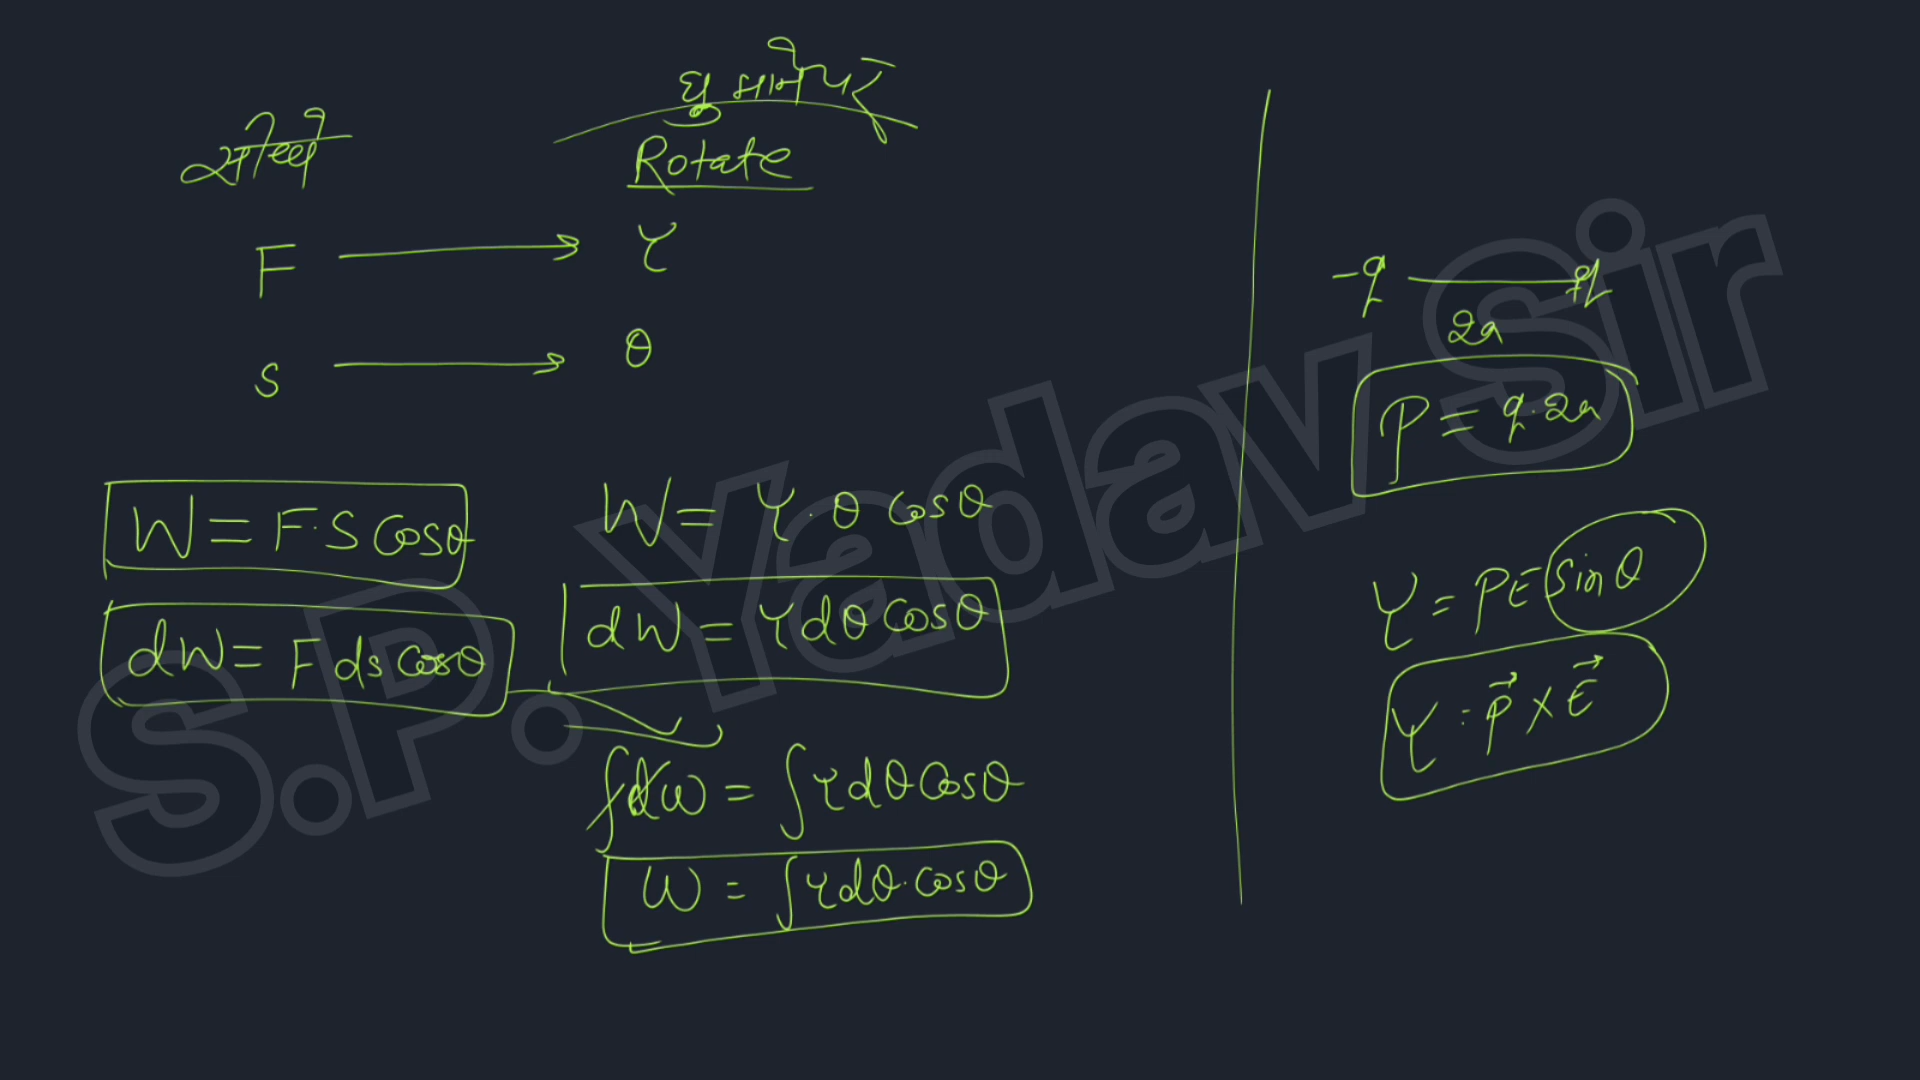 सीधे
घुमाने पर
Rotate
F → τ
S → θ
W = F·S Cosθ
dW = F ds Cosθ
W = τ·θ cosθ
dW = τdθ Cosθ
∫dW = ∫τdθ Cosθ
W = ∫τdθ·cosθ
-q — q
2a
P = q·2a
τ = PE Sinθ
τ = P⃗ × E⃗
S.P. Yadav Sir